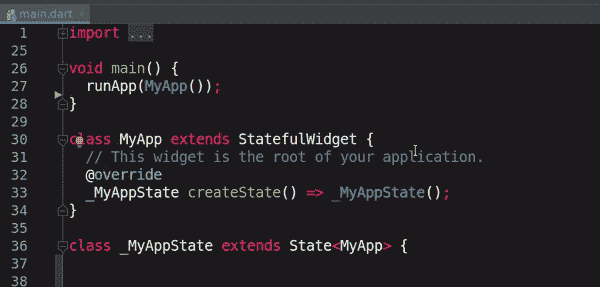 main.dart
1 import ...
25
26 void main() {
27 runApp(MyApp());
28 }
29
30 class MyApp extends StatefulWidget {
31 // This widget is the root of your application.
32 @override
33 _MyAppState createState() => _MyAppState();
34 }
35
36 class _MyAppState extends State<MyApp> {
37
38